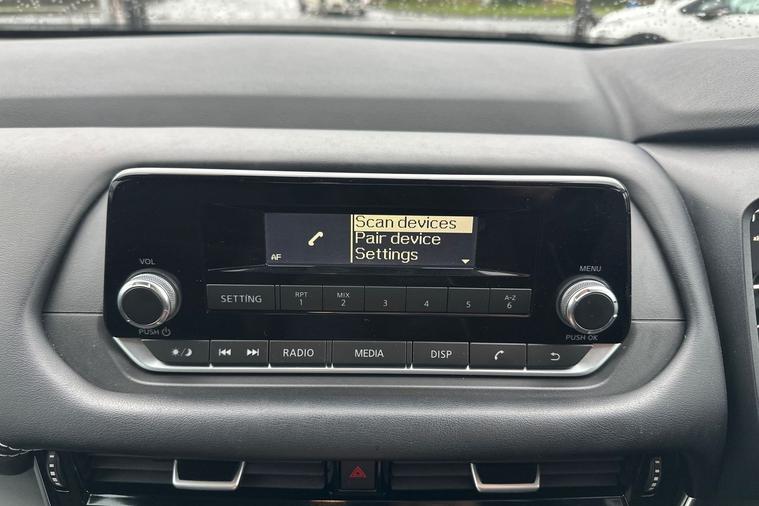 Scan devices
Pair device
AF Settings
VOL
MENU
SETTING RPT 1 MIX 2 3 4 5 A-Z 6
PUSH
PUSH OK
RADIO MEDIA DISP